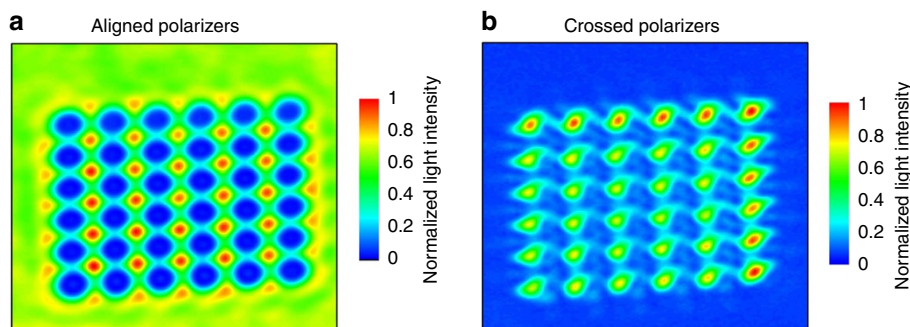 a
Aligned polarizers
1
0.8
0.6
0.4
0.2
0
Normalized light intensity
b
Crossed polarizers
1
0.8
0.6
0.4
0.2
0
Normalized light intensity